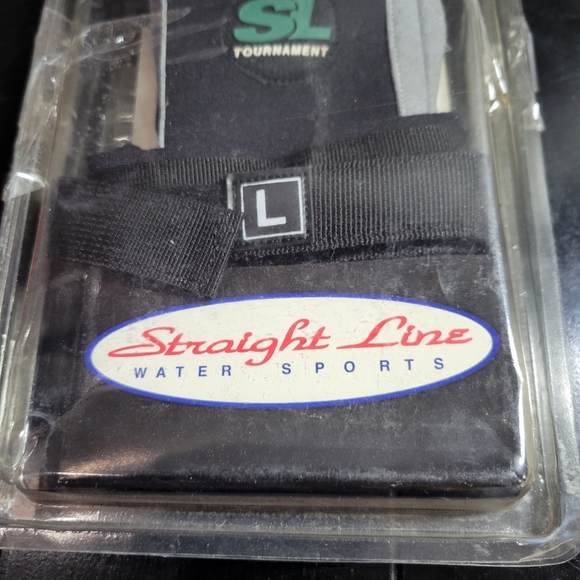 SL
TOURNAMENT
L
Straight Line
WATER SPORTS